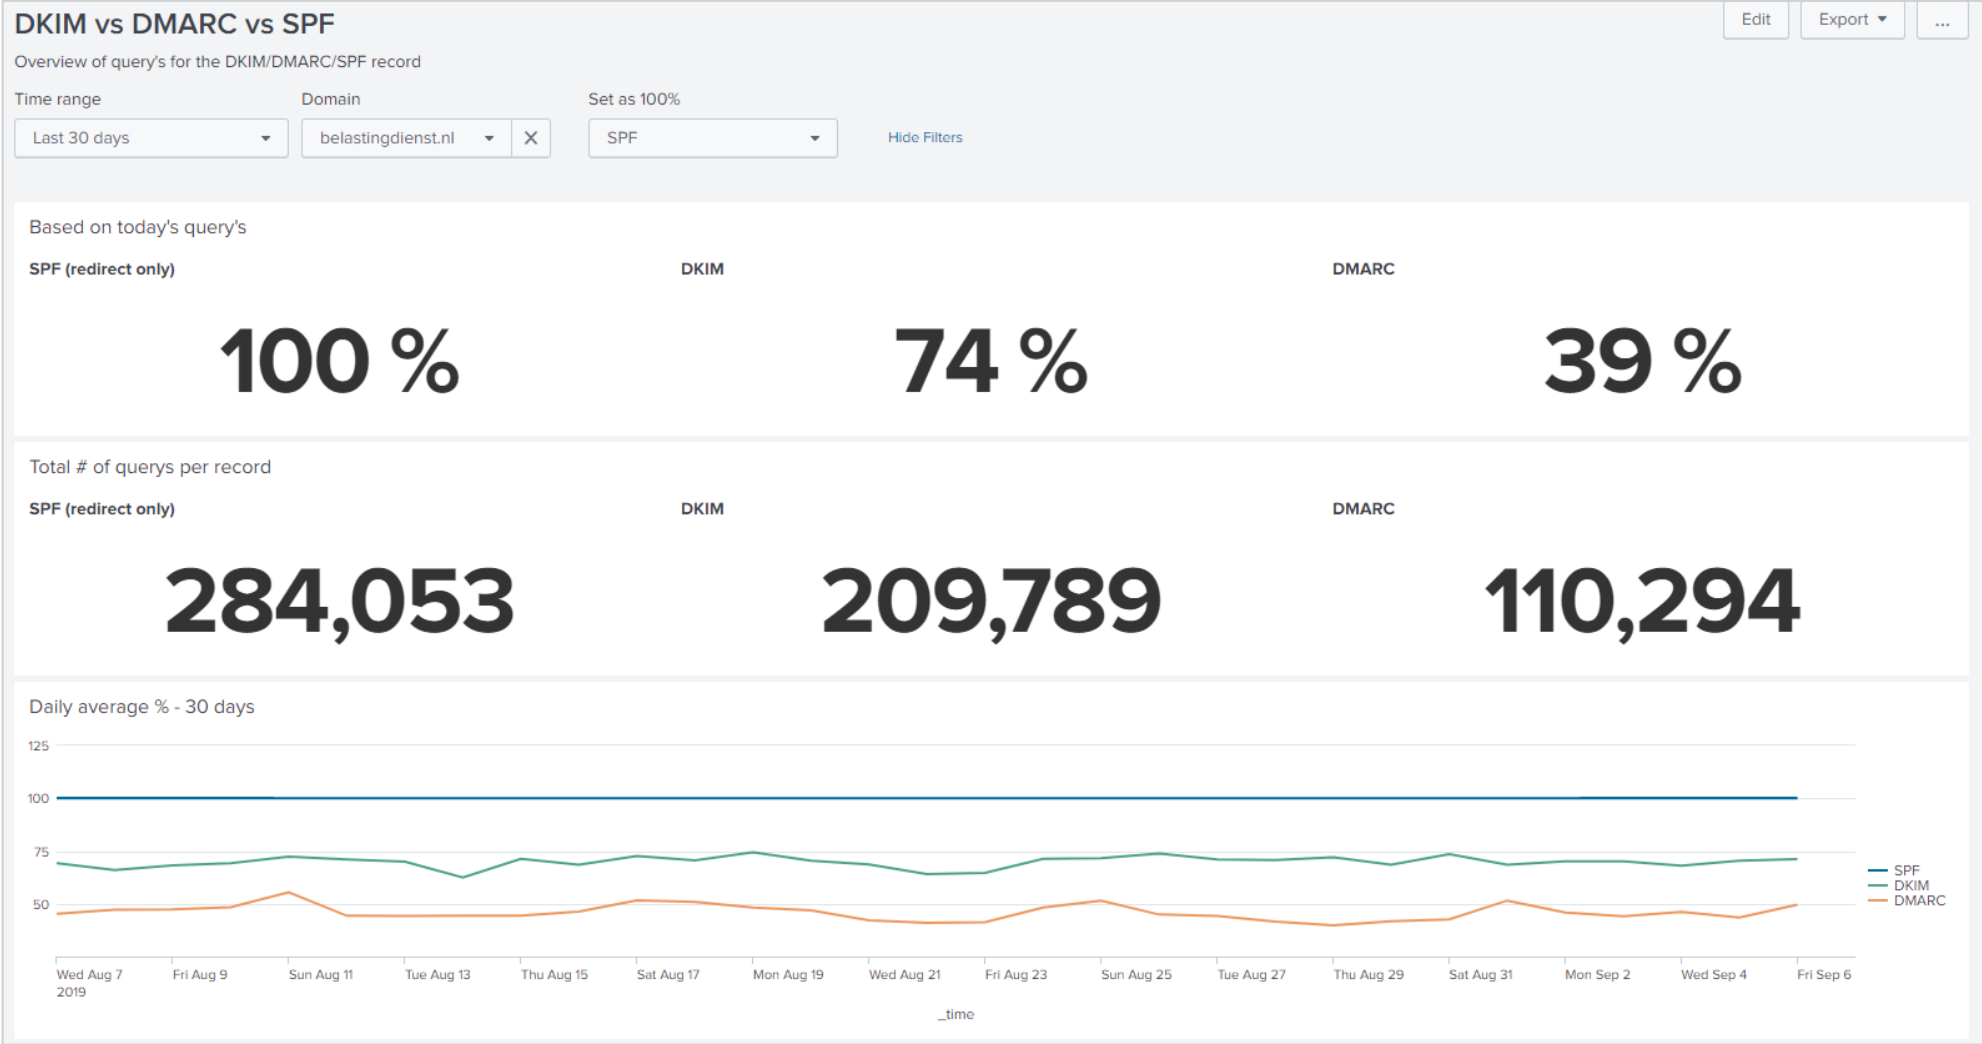 DKIM vs DMARC vs SPF
Edit
Export
...
Overview of query's for the DKIM/DMARC/SPF record
Time range
Domain
Set as 100%
Last 30 days
belastingdienst.nl
SPF
Hide Filters
Based on today's query's
SPF (redirect only)
DKIM
DMARC
100 %
74 %
39 %
Total # of querys per record
SPF (redirect only)
DKIM
DMARC
284,053
209,789
110,294
Daily average % - 30 days
125
100
75
50
SPF
DKIM
DMARC
Wed Aug 7
2019
Fri Aug 9
Sun Aug 11
Tue Aug 13
Thu Aug 15
Sat Aug 17
Mon Aug 19
Wed Aug 21
Fri Aug 23
Sun Aug 25
Tue Aug 27
Thu Aug 29
Sat Aug 31
Mon Sep 2
Wed Sep 4
Fri Sep 6
_time